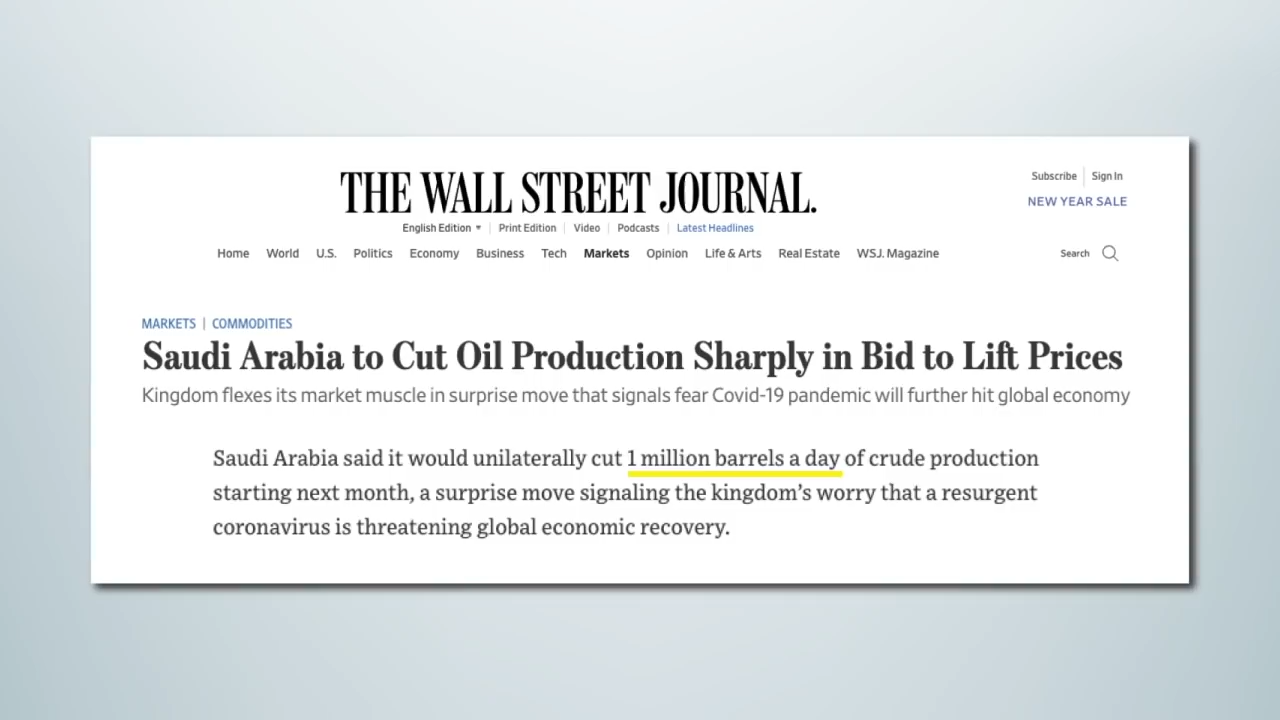 THE WALL STREET JOURNAL.
Subscribe Sign In
NEW YEAR SALE
English Edition Print Edition Video Podcasts Latest Headlines
Home World U.S. Politics Economy Business Tech Markets Opinion Life & Arts Real Estate WSJ. Magazine Search
MARKETS | COMMODITIES
Saudi Arabia to Cut Oil Production Sharply in Bid to Lift Prices
Kingdom flexes its market muscle in surprise move that signals fear Covid-19 pandemic will further hit global economy
Saudi Arabia said it would unilaterally cut 1 million barrels a day of crude production
starting next month, a surprise move signaling the kingdom’s worry that a resurgent
coronavirus is threatening global economic recovery.